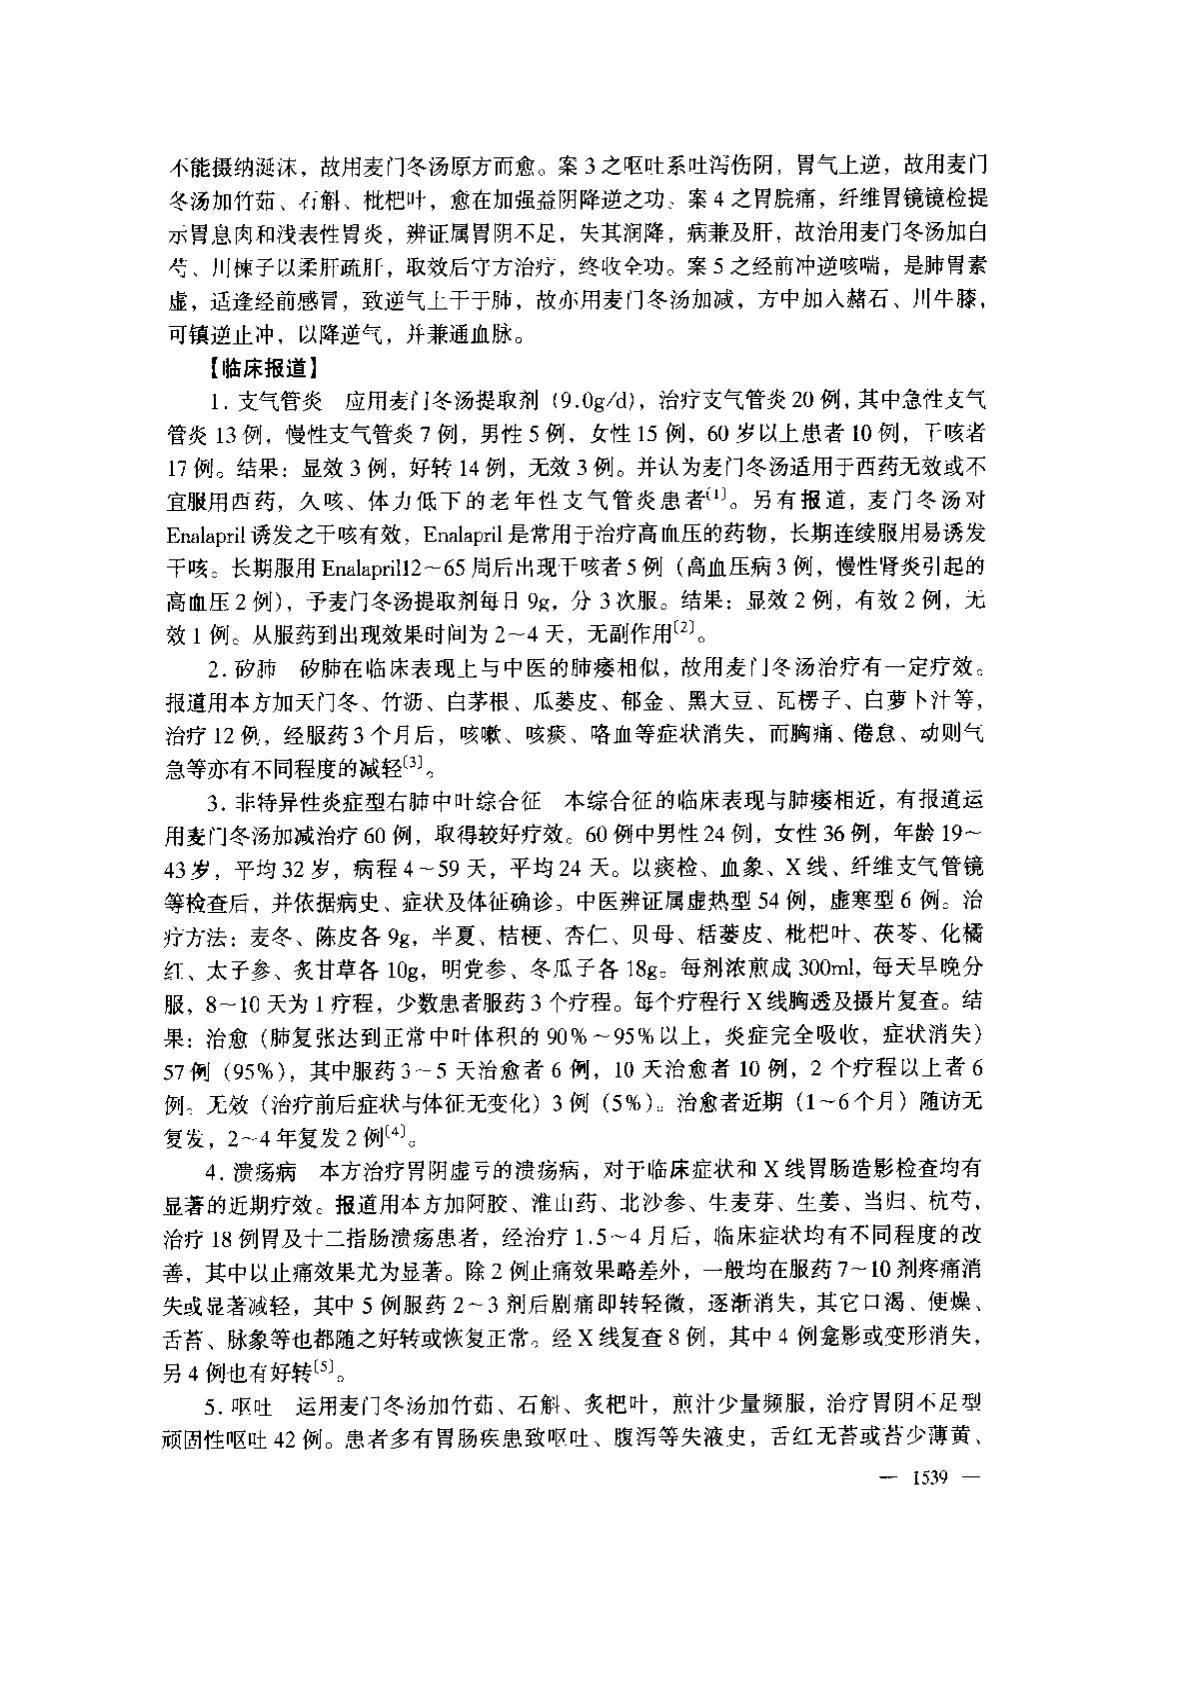 不能摄纳涎沫，故用麦门冬汤原方而愈。案 3 之呕吐系吐泻伤阴，胃气上逆，故用麦门
冬汤加竹茹、石斛、枇杷叶，愈在加强益阴降逆之功。案 4 之胃脘痛，纤维胃镜镜检提
示胃息肉和浅表性胃炎，辨证属胃阴不足，失其润降，病兼及肝，故治用麦门冬汤加白
芍、川楝子以柔肝疏肝，取效后守方治疗，终收全功。案 5 之经前冲逆咳喘，是肺胃素
虚，适逢经前感冒，致逆气上干于肺，故亦用麦门冬汤加减，方中加入赭石、川牛膝，
可镇逆止冲，以降逆气，并兼通血脉。
【临床报道】
1. 支气管炎　应用麦门冬汤提取剂（9.0g/d），治疗支气管炎 20 例，其中急性支气
管炎 13 例，慢性支气管炎 7 例，男性 5 例，女性 15 例，60 岁以上患者 10 例，干咳者
17 例。结果：显效 3 例，好转 14 例，无效 3 例。并认为麦门冬汤适用于西药无效或不
宜服用西药，久咳、体力低下的老年性支气管炎患者〔1〕。另有报道，麦门冬汤对
Enalapril 诱发之干咳有效，Enalapril 是常用于治疗高血压的药物，长期连续服用易诱发
干咳。长期服用 Enalapril12～65 周后出现干咳者 5 例（高血压病 3 例，慢性肾炎引起的
高血压 2 例），予麦门冬汤提取剂每日 9g，分 3 次服。结果：显效 2 例，有效 2 例，无
效 1 例。从服药到出现效果时间为 2～4 天，无副作用〔2〕。
2. 矽肺　矽肺在临床表现上与中医的肺痿相似，故用麦门冬汤治疗有一定疗效。
报道用本方加天门冬、竹沥、白茅根、瓜蒌皮、郁金、黑大豆、瓦楞子、白萝卜汁等，
治疗 12 例，经服药 3 个月后，咳嗽、咳痰、咯血等症状消失，而胸痛、倦怠、动则气
急等亦有不同程度的减轻〔3〕。
3. 非特异性炎症型右肺中叶综合征　本综合征的临床表现与肺痿相近，有报道运
用麦门冬汤加减治疗 60 例，取得较好疗效。60 例中男性 24 例，女性 36 例，年龄 19～
43 岁，平均 32 岁，病程 4～59 天，平均 24 天。以痰检、血象、X 线、纤维支气管镜
等检查后，并依据病史、症状及体征确诊。中医辨证属虚热型 54 例，虚寒型 6 例。治
疗方法：麦冬、陈皮各 9g，半夏、桔梗、杏仁、贝母、栝蒌皮、枇杷叶、茯苓、化橘
红、太子参、炙甘草各 10g，明党参、冬瓜子各 18g。每剂浓煎成 300ml，每天早晚分
服，8～10 天为 1 疗程，少数患者服药 3 个疗程。每个疗程行 X 线胸透及摄片复查。结
果：治愈（肺复张达到正常中叶体积的 90%～95%以上，炎症完全吸收，症状消失）
57 例（95%），其中服药 3～5 天治愈者 6 例，10 天治愈者 10 例，2 个疗程以上者 6
例。无效（治疗前后症状与体征无变化）3 例（5%）。治愈者近期（1～6 个月）随访无
复发，2～4 年复发 2 例〔4〕。
4. 溃疡病　本方治疗胃阴虚亏的溃疡病，对于临床症状和 X 线胃肠造影检查均有
显著的近期疗效。报道用本方加阿胶、淮山药、北沙参、生麦芽、生姜、当归、杭芍，
治疗 18 例胃及十二指肠溃疡患者，经治疗 1.5～4 月后，临床症状均有不同程度的改
善，其中以止痛效果尤为显著。除 2 例止痛效果略差外，一般均在服药 7～10 剂疼痛消
失或显著减轻，其中 5 例服药 2～3 剂后剧痛即转轻微，逐渐消失，其它口渴、便燥、
舌苔、脉象等也都随之好转或恢复正常。经 X 线复查 8 例，其中 4 例龛影或变形消失，
另 4 例也有好转〔5〕。
5. 呕吐　运用麦门冬汤加竹茹、石斛、炙杷叶，煎汁少量频服，治疗胃阴不足型
顽固性呕吐 42 例。患者多有胃肠疾患致呕吐、腹泻等失液史，舌红无苔或苔少薄黄、
— 1539 —